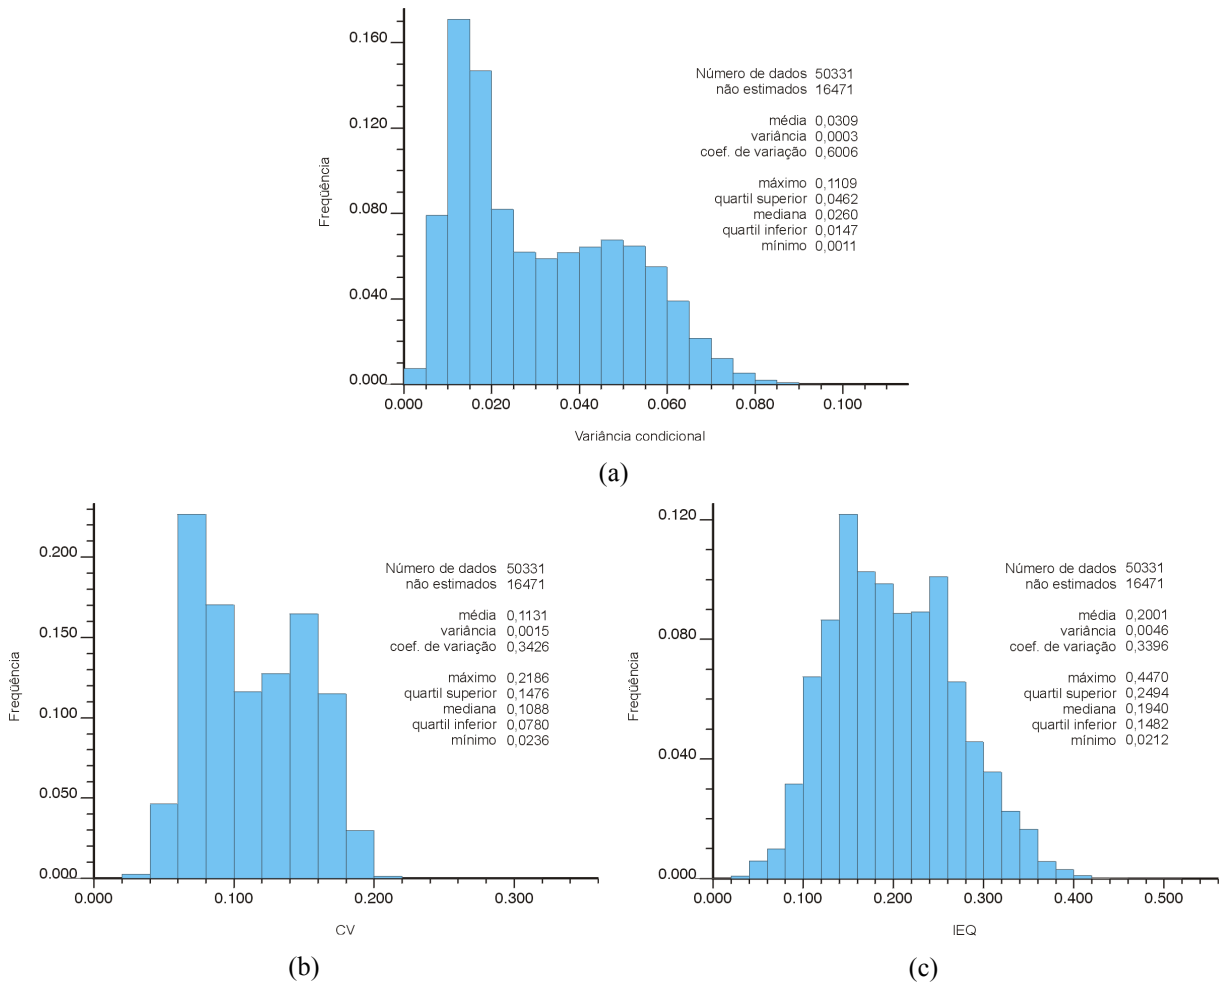 0.160
0.120
0.080
0.040
0.000
Freqüência
Número de dados 50331
não estimados 16471
média 0,0309
variância 0,0003
coef. de variação 0,6006
máximo 0,1109
quartil superior 0,0462
mediana 0,0260
quartil inferior 0,0147
mínimo 0,0011
0.000 0.020 0.040 0.060 0.080 0.100
Variância condicional
(a)
0.200
0.150
0.100
0.050
0.000
Freqüência
Número de dados 50331
não estimados 16471
média 0,1131
variância 0,0015
coef. de variação 0,3426
máximo 0,2186
quartil superior 0,1476
mediana 0,1088
quartil inferior 0,0780
mínimo 0,0236
0.000 0.100 0.200 0.300
CV
(b)
0.120
0.080
0.040
0.000
Freqüência
Número de dados 50331
não estimados 16471
média 0,2001
variância 0,0046
coef. de variação 0,3396
máximo 0,4470
quartil superior 0,2494
mediana 0,1940
quartil inferior 0,1482
mínimo 0,0212
0.000 0.100 0.200 0.300 0.400 0.500
IEQ
(c)